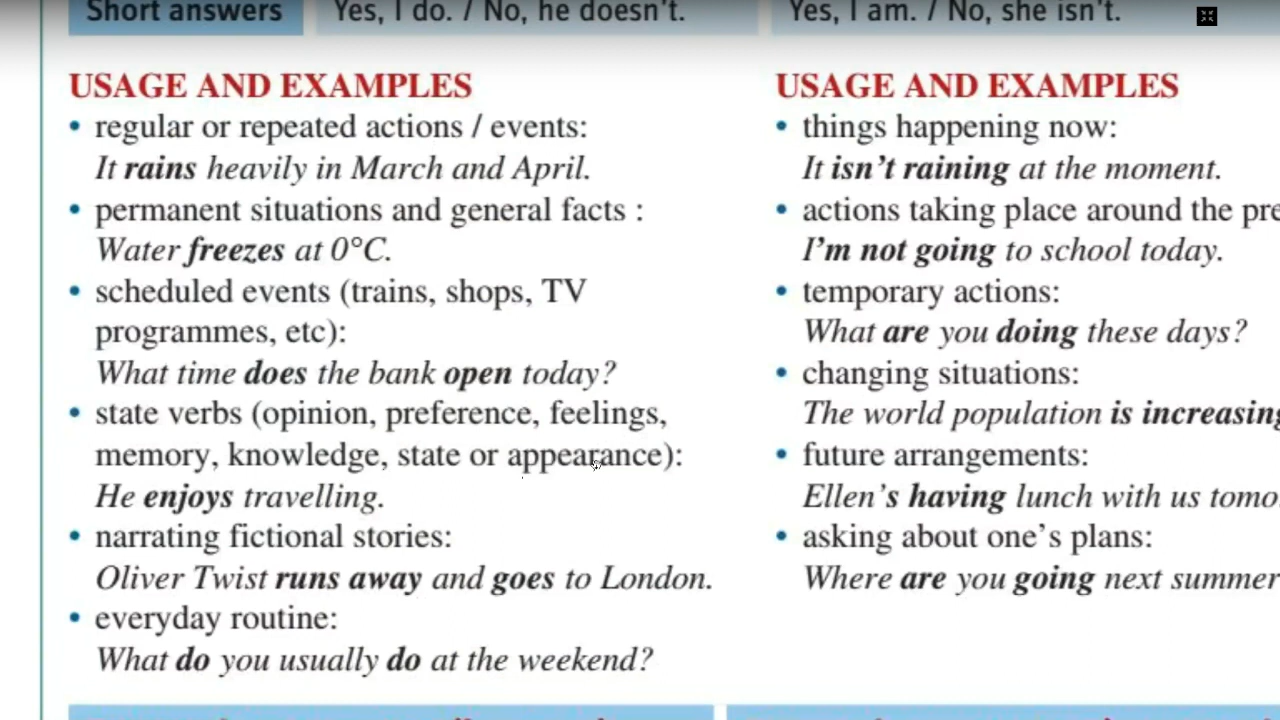 Short answers
Yes, I do. / No, he doesn't.
Yes, I am. / No, she isn't.
USAGE AND EXAMPLES
• regular or repeated actions / events:
It rains heavily in March and April.
• permanent situations and general facts :
Water freezes at 0°C.
• scheduled events (trains, shops, TV
programmes, etc):
What time does the bank open today?
• state verbs (opinion, preference, feelings,
memory, knowledge, state or appearance):
He enjoys travelling.
• narrating fictional stories:
Oliver Twist runs away and goes to London.
• everyday routine:
What do you usually do at the weekend?
USAGE AND EXAMPLES
• things happening now:
It isn't raining at the moment.
• actions taking place around the pre
I'm not going to school today.
• temporary actions:
What are you doing these days?
• changing situations:
The world population is increasing
• future arrangements:
Ellen's having lunch with us tomo
• asking about one's plans:
Where are you going next summer